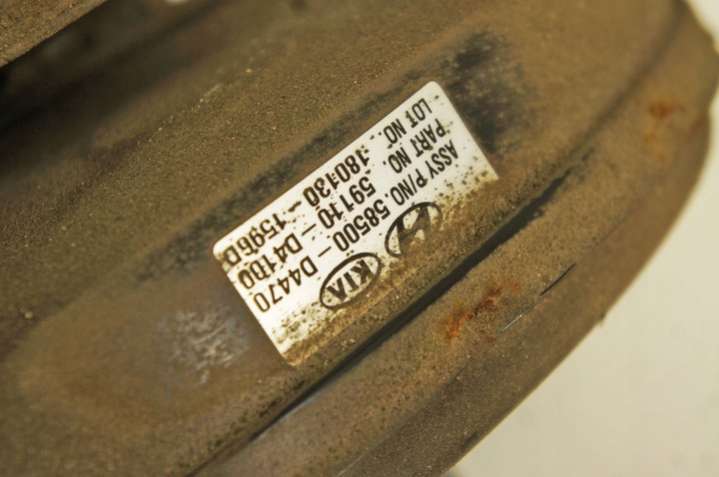 KIA
ASSY P/NO. 58500 - D4470
PART NO. 59110 - D41B0
LOT NO. 180130 - 1596D